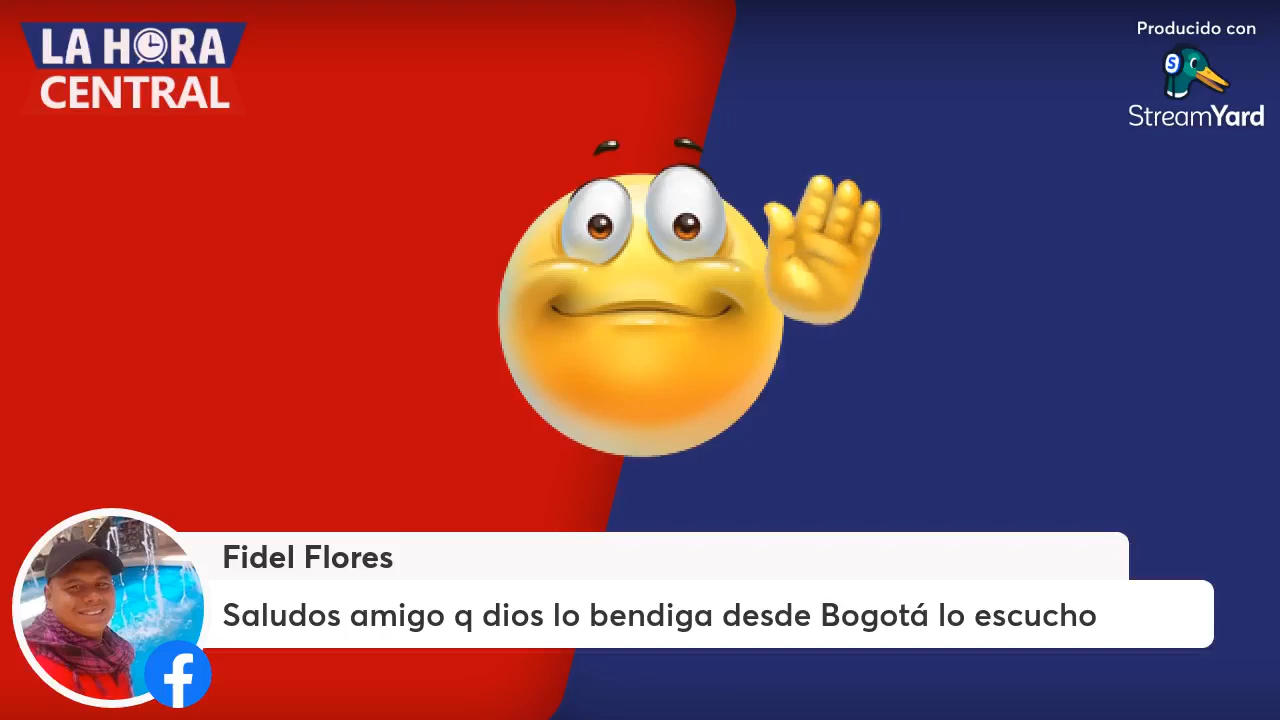 LA HORA
CENTRAL
Producido con
S
StreamYard
Fidel Flores
Saludos amigo q dios lo bendiga desde Bogotá lo escucho